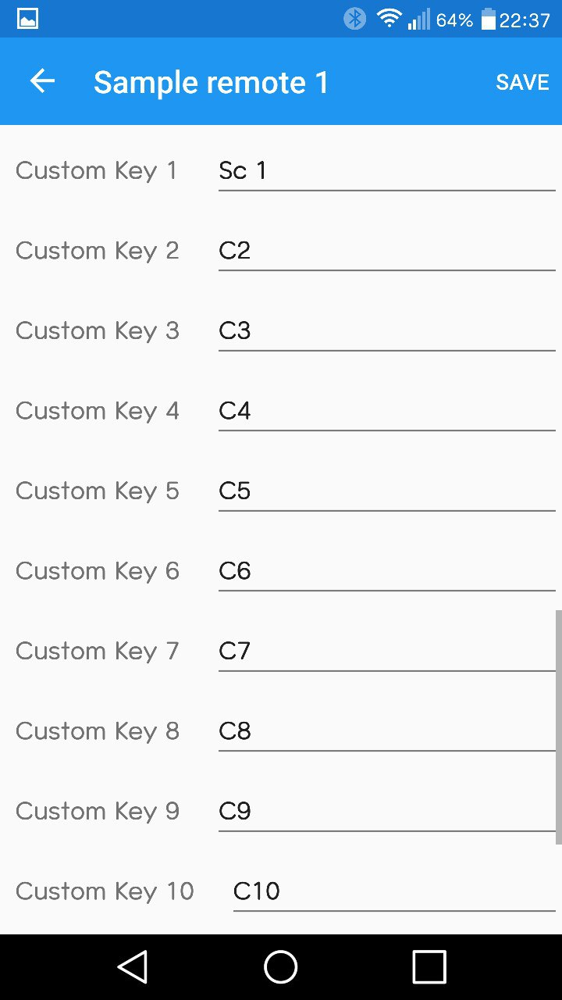 64% 22:37
Sample remote 1 SAVE
Custom Key 1 Sc 1
Custom Key 2 C2
Custom Key 3 C3
Custom Key 4 C4
Custom Key 5 C5
Custom Key 6 C6
Custom Key 7 C7
Custom Key 8 C8
Custom Key 9 C9
Custom Key 10 C10